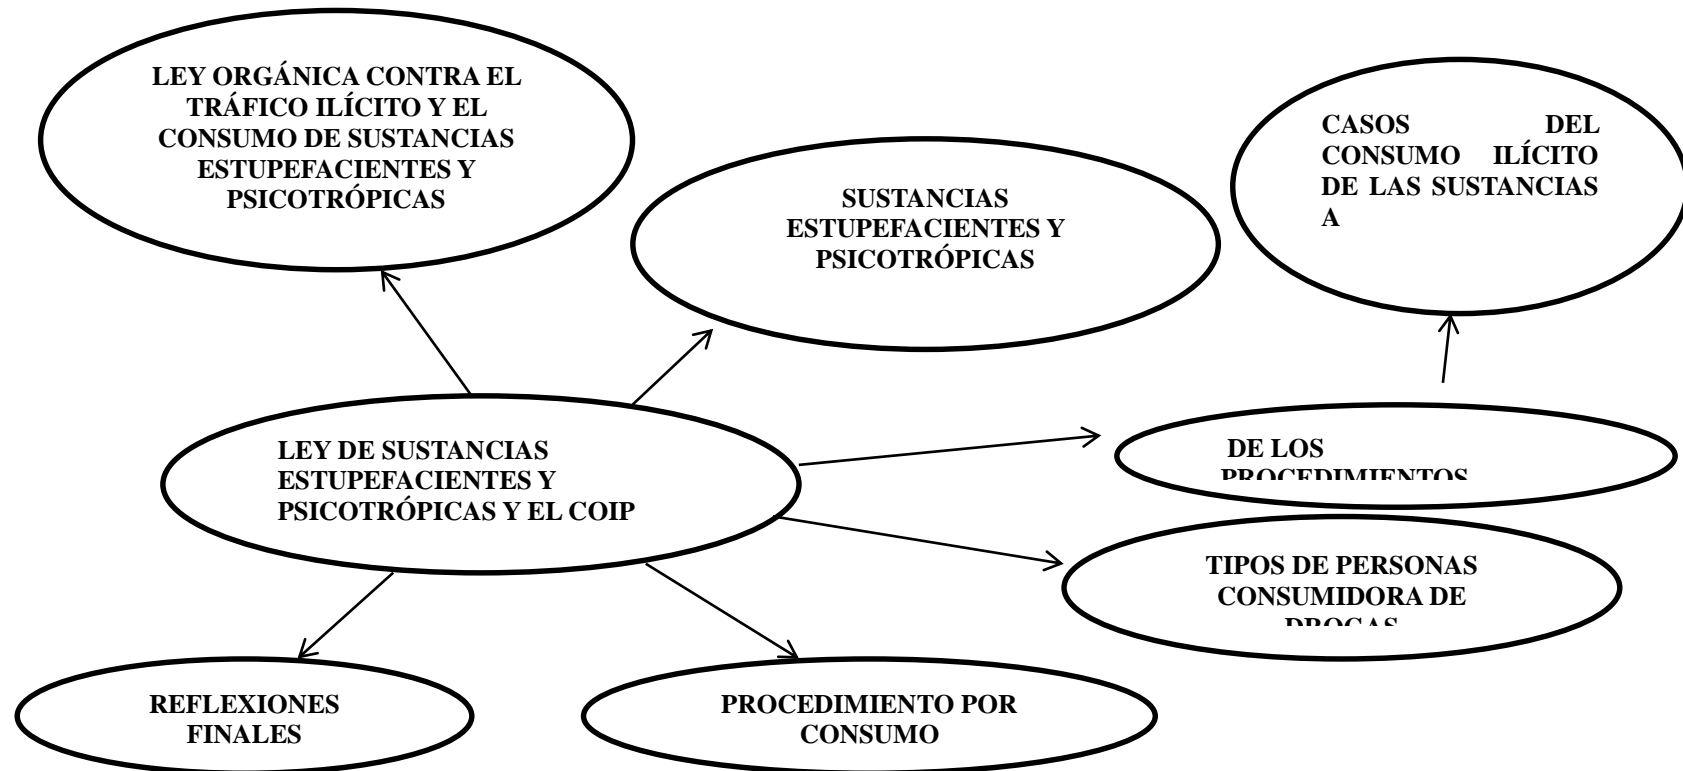 LEY ORGÁNICA CONTRA EL
TRÁFICO ILÍCITO Y EL
CONSUMO DE SUSTANCIAS
ESTUPEFACIENTES Y
PSICOTRÓPICAS
SUSTANCIAS
ESTUPEFACIENTES Y
PSICOTRÓPICAS
CASOS DEL
CONSUMO ILÍCITO
DE LAS SUSTANCIAS
A
LEY DE SUSTANCIAS
ESTUPEFACIENTES Y
PSICOTRÓPICAS Y EL COIP
DE LOS
PROCEDIMIENTOS
TIPOS DE PERSONAS
CONSUMIDORA DE
DROGAS
REFLEXIONES
FINALES
PROCEDIMIENTO POR
CONSUMO